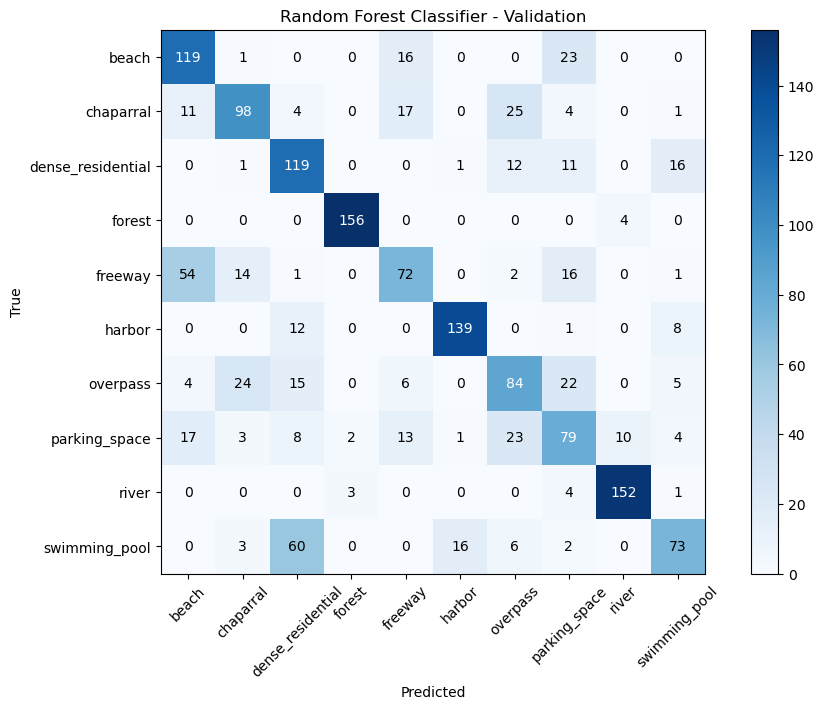 Random Forest Classifier - Validation
beach 119 1 0 0 16 0 0 23 0 0
chaparral 11 98 4 0 17 0 25 4 0 1
dense_residential 0 1 119 0 0 1 12 11 0 16
forest 0 0 0 156 0 0 0 0 4 0
freeway 54 14 1 0 72 0 2 16 0 1
harbor 0 0 12 0 0 139 0 1 0 8
overpass 4 24 15 0 6 0 84 22 0 5
parking_space 17 3 8 2 13 1 23 79 10 4
river 0 0 0 3 0 0 0 4 152 1
swimming_pool 0 3 60 0 0 16 6 2 0 73
True
beach chaparral dense_residential forest freeway harbor overpass parking_space river swimming_pool
Predicted
140
120
100
80
60
40
20
0